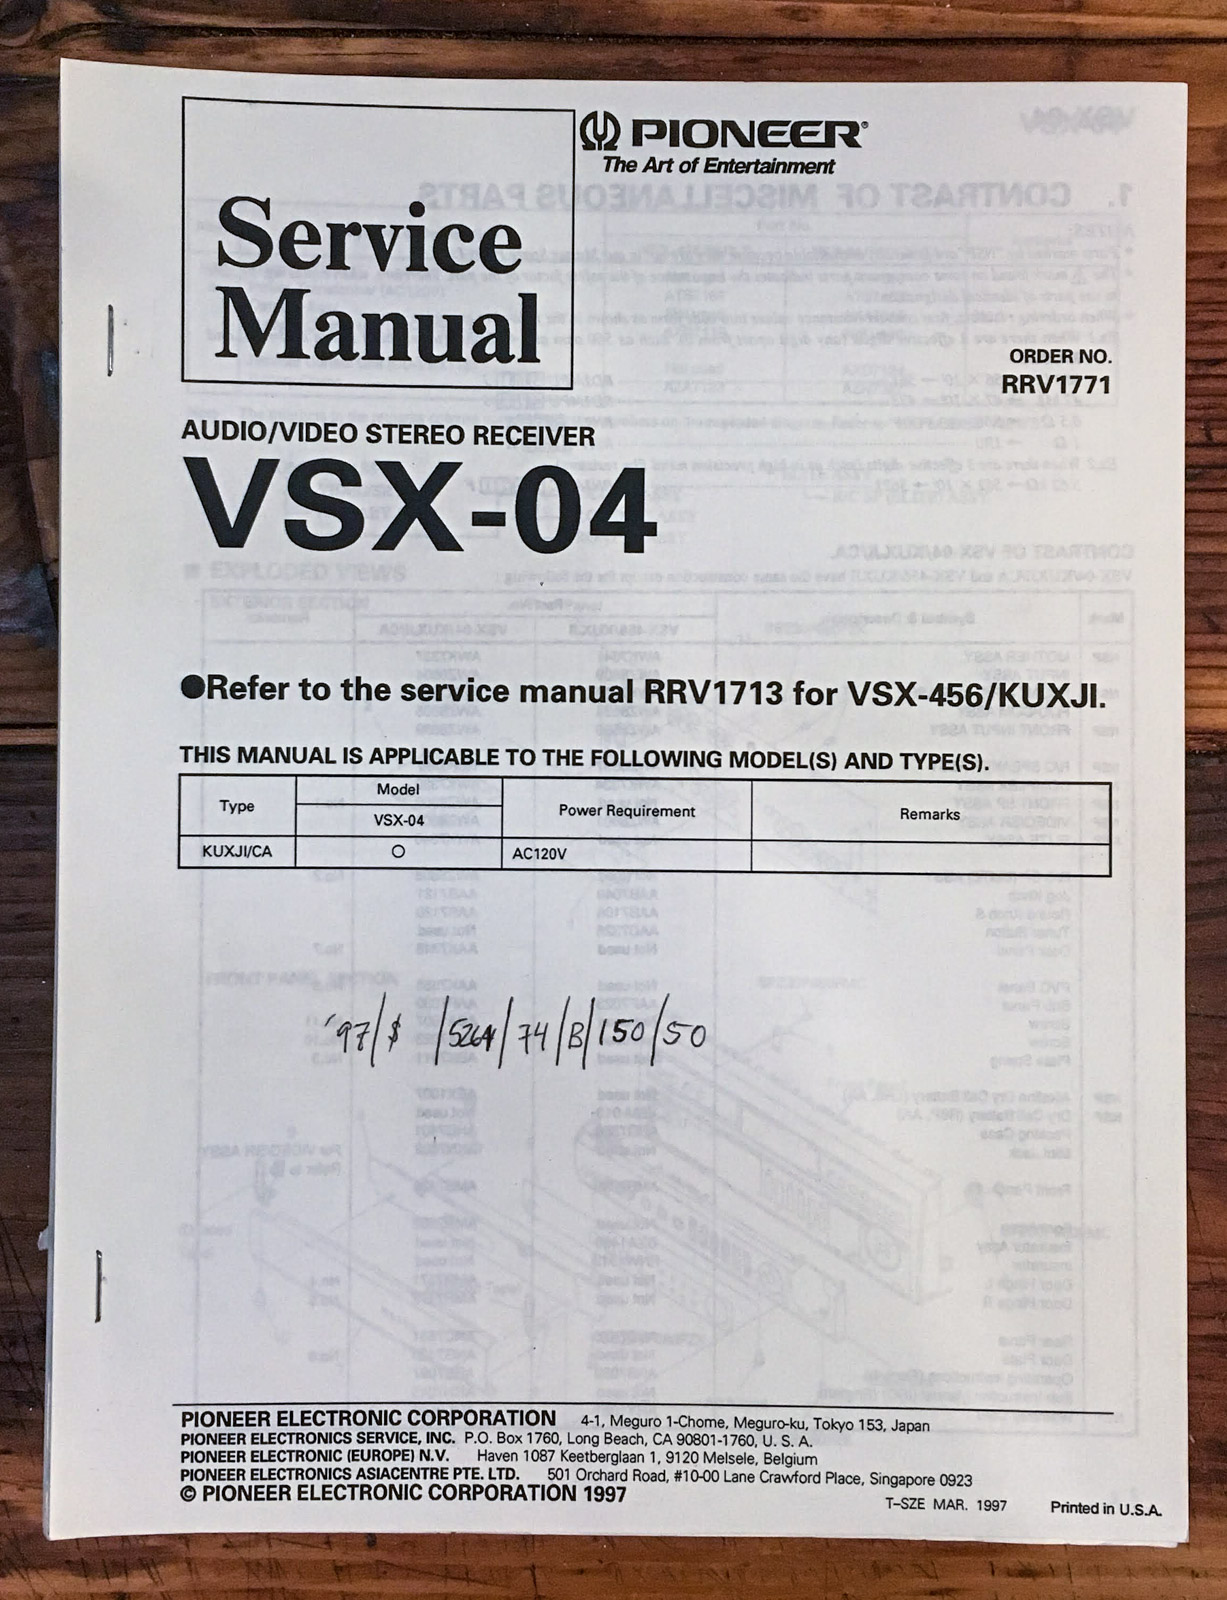 PIONEER®
The Art of Entertainment
Service
Manual
ORDER NO.
RRV1771
AUDIO/VIDEO STEREO RECEIVER
VSX-04
●Refer to the service manual RRV1713 for VSX-456/KUXJI.
THIS MANUAL IS APPLICABLE TO THE FOLLOWING MODEL(S) AND TYPE(S).
Type Model Power Requirement Remarks
VSX-04
KUXJI/CA ○ AC120V
'97/$ /5264/74/B/150/50
PIONEER ELECTRONIC CORPORATION 4-1, Meguro 1-Chome, Meguro-ku, Tokyo 153, Japan
PIONEER ELECTRONICS SERVICE, INC. P.O. Box 1760, Long Beach, CA 90801-1760, U. S. A.
PIONEER ELECTRONIC (EUROPE) N.V. Haven 1087 Keetberglaan 1, 9120 Melsele, Belgium
PIONEER ELECTRONICS ASIACENTRE PTE. LTD. 501 Orchard Road, #10-00 Lane Crawford Place, Singapore 0923
© PIONEER ELECTRONIC CORPORATION 1997
T–SZE MAR. 1997 Printed in U.S.A.